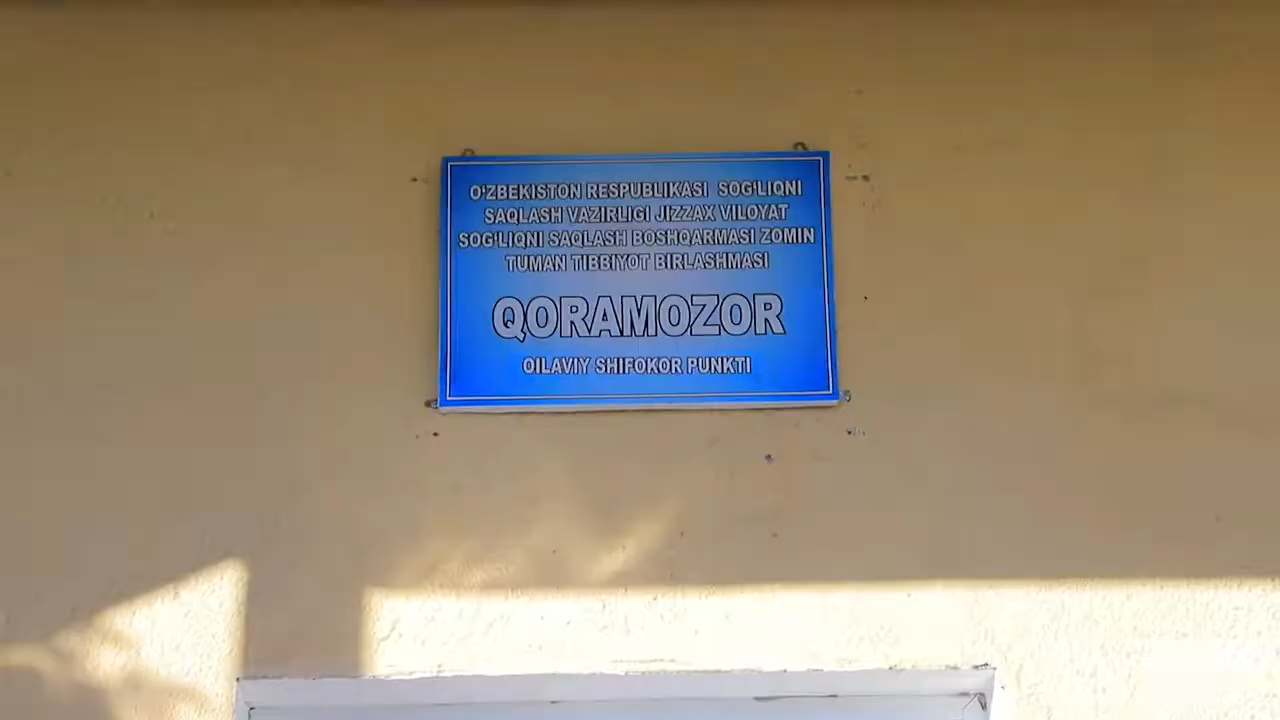 O‘ZBEKISTON RESPUBLIKASI SOG‘LIQNI
SAQLASH VAZIRLIGI JIZZAX VILOYAT
SOG‘LIQNI SAQLASH BOSHQARMASI ZOMIN
TUMAN TIBBIYOT BIRLASHMASI
QORAMOZOR
OILAVIY SHIFOKOR PUNKTI